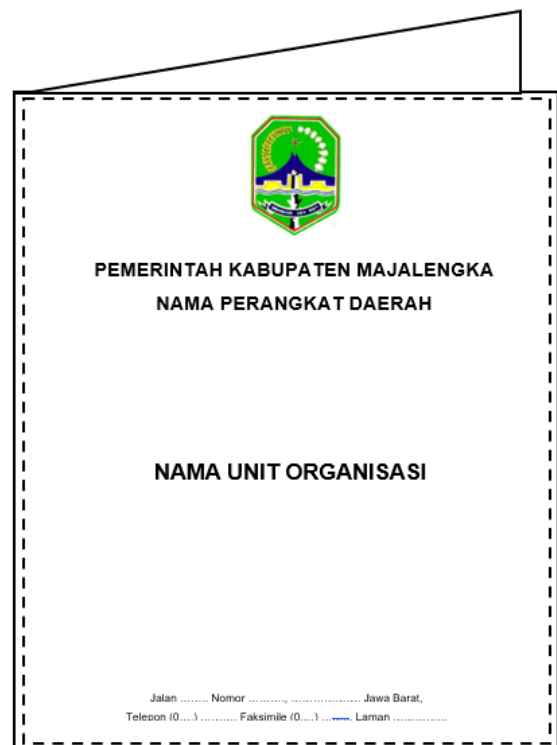 PEMERINTAH KABUPATEN MAJALENGKA
NAMA PERANGKAT DAERAH
NAMA UNIT ORGANISASI
Jalan ........ Nomor .........., ................... Jawa Barat,
Telepon (0....) .......... Faksimile (0....) ........ Laman ...............